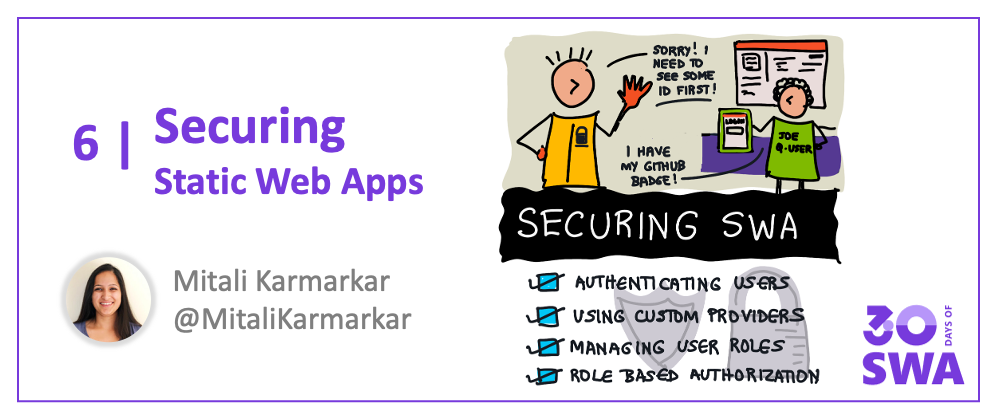 6 |
Securing
Static Web Apps
Mitali Karmarkar
@MitaliKarmarkar
SORRY! I
NEED TO
SEE SOME
ID FIRST!
LOGIN
JOE
Q-USER
I HAVE
MY GITHUB
BADGE!
SECURING SWA
AUTHENTICATING USERS
USING CUSTOM PROVIDERS
MANAGING USER ROLES
ROLE BASED AUTHORIZATION
30
DAYS OF
SWA